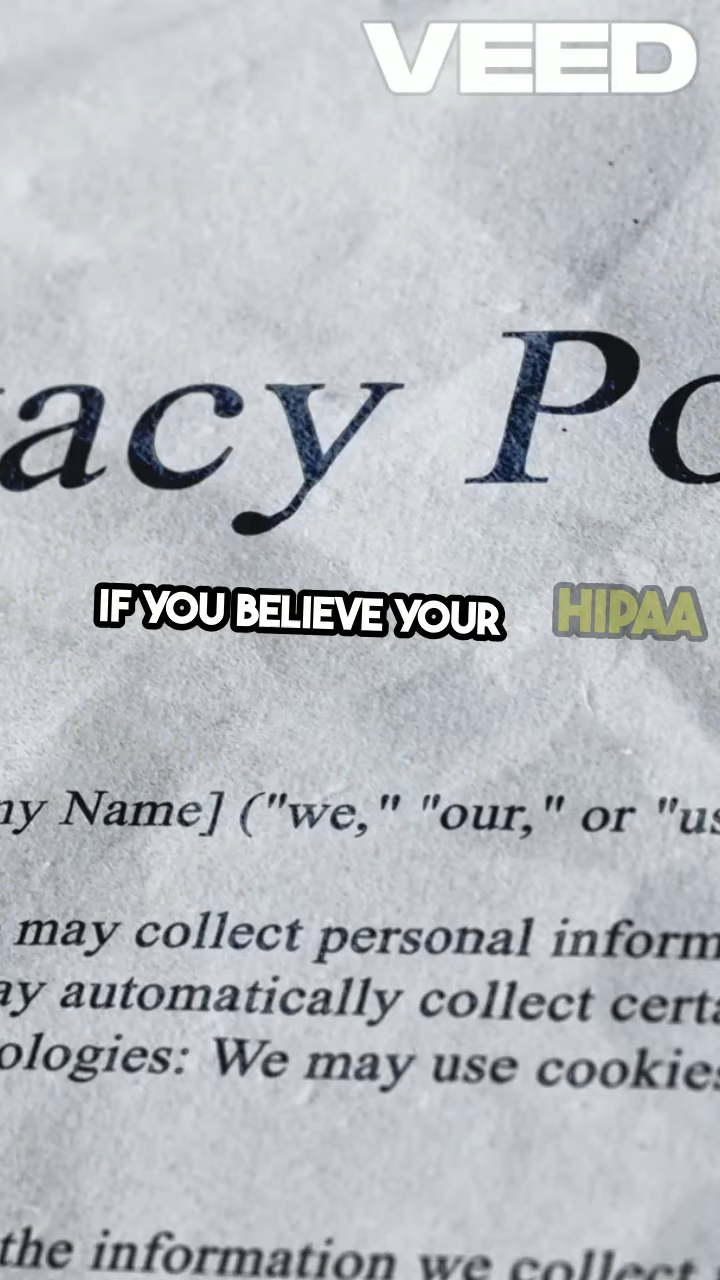 VEED
acy Po
IF YOU BELIEVE YOUR HIPAA
ny Name] ("we," "our," or "us
may collect personal inform
ay automatically collect certa
ologies: We may use cookies
the information we collect